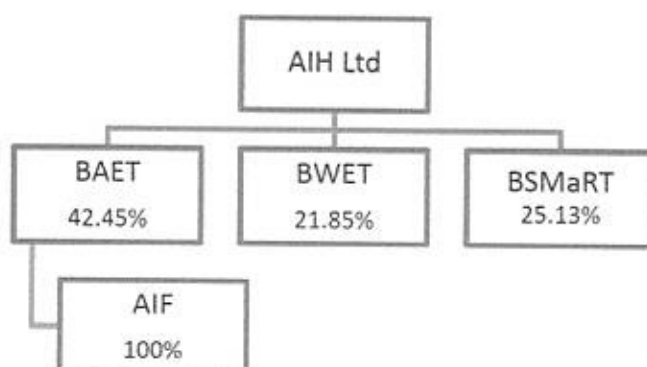 AIH Ltd
BAET
42.45%
BWET
21.85%
BSMaRT
25.13%
AIF
100%